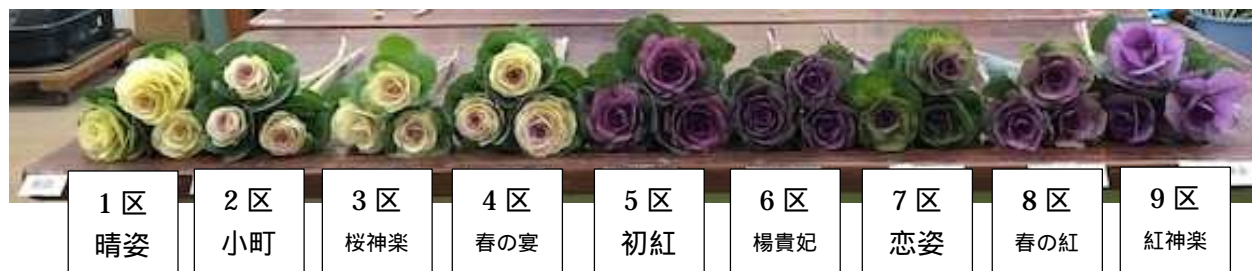 1 区
晴姿
2 区
小町
3 区
桜神楽
4 区
春の宴
5 区
初紅
6 区
楊貴妃
7 区
恋姿
8 区
春の紅
9 区
紅神楽